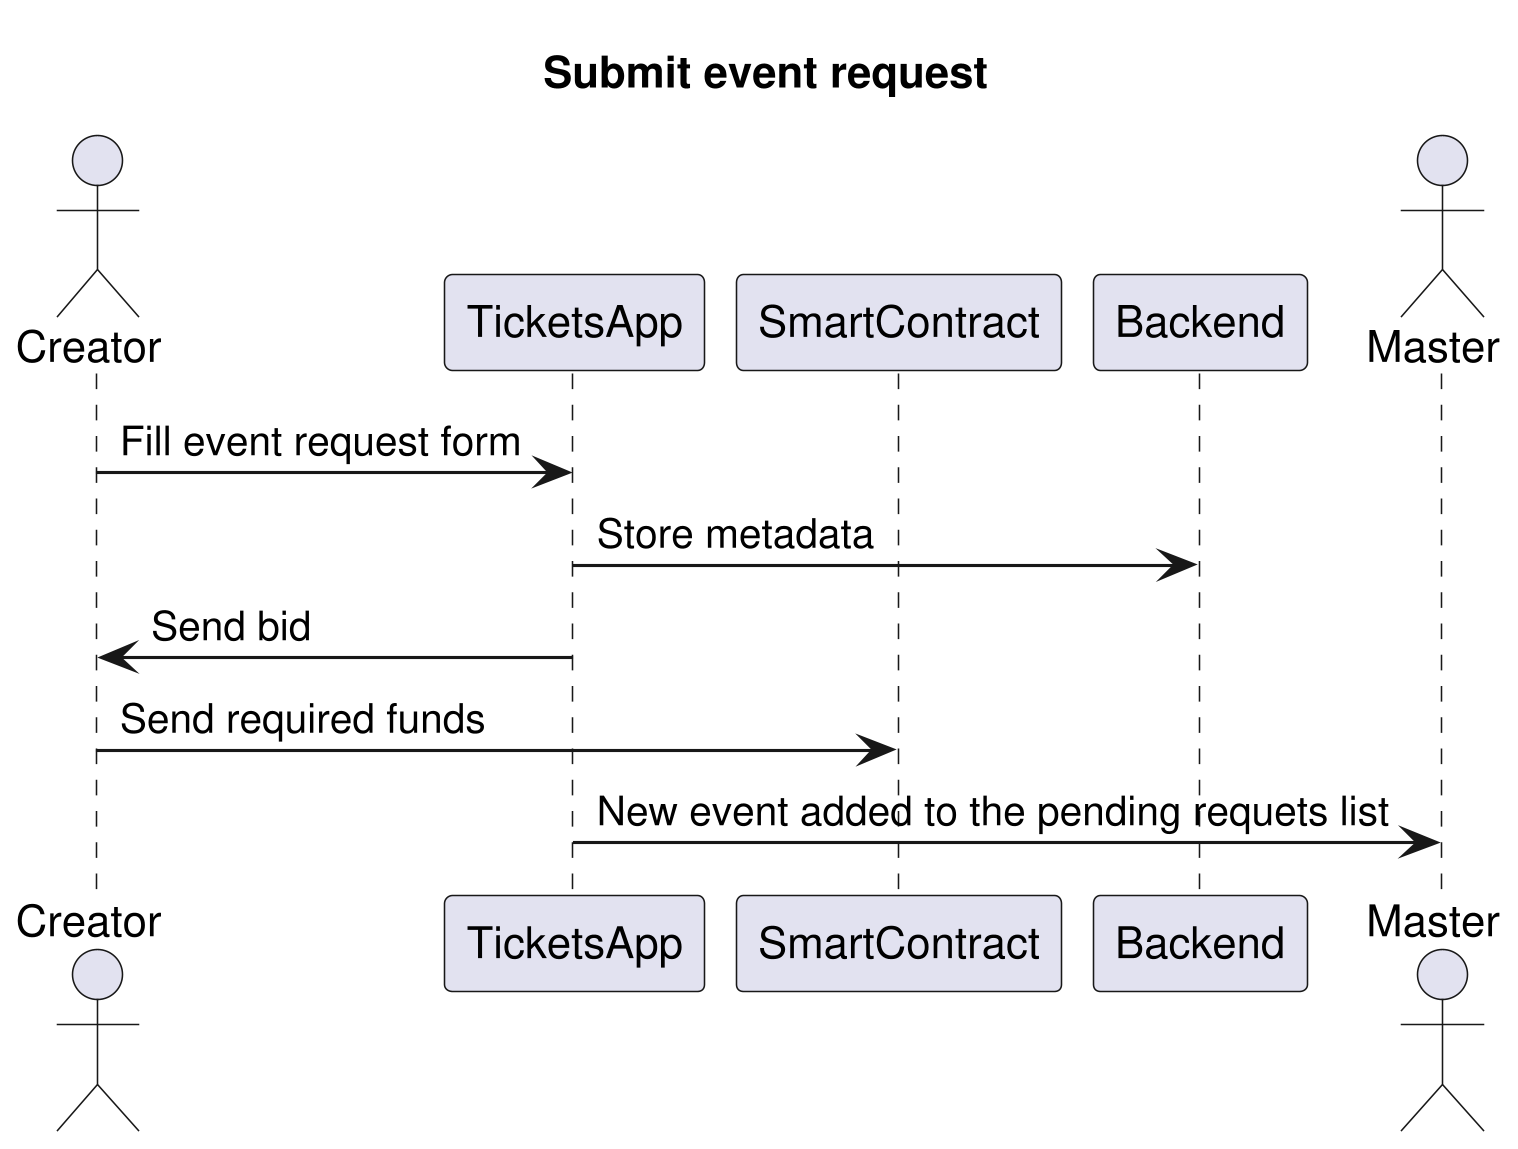 Submit event request
Creator
TicketsApp
SmartContract
Backend
Master
Fill event request form
Store metadata
Send bid
Send required funds
New event added to the pending requets list
Creator
TicketsApp
SmartContract
Backend
Master